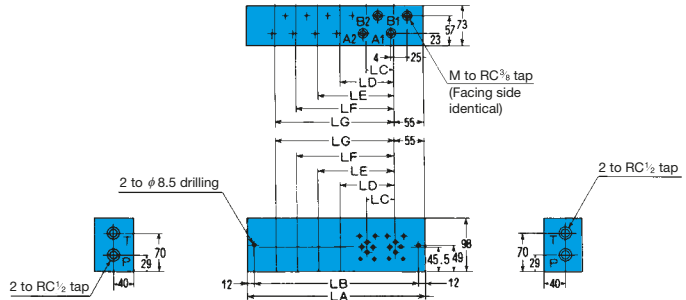 B2 B1
A2 A1
57
73
23
4
25
LC
LD
LE
LF
LG
55
M to RC3/8 tap
(Facing side
identical)
LG
55
LF
LE
LD
LC
2 to φ8.5 drilling
2 to RC1/2 tap
T
P
70
29
40
2 to RC1/2 tap
98
45.5
49
12
LB
12
LA
T
P
70
29
40